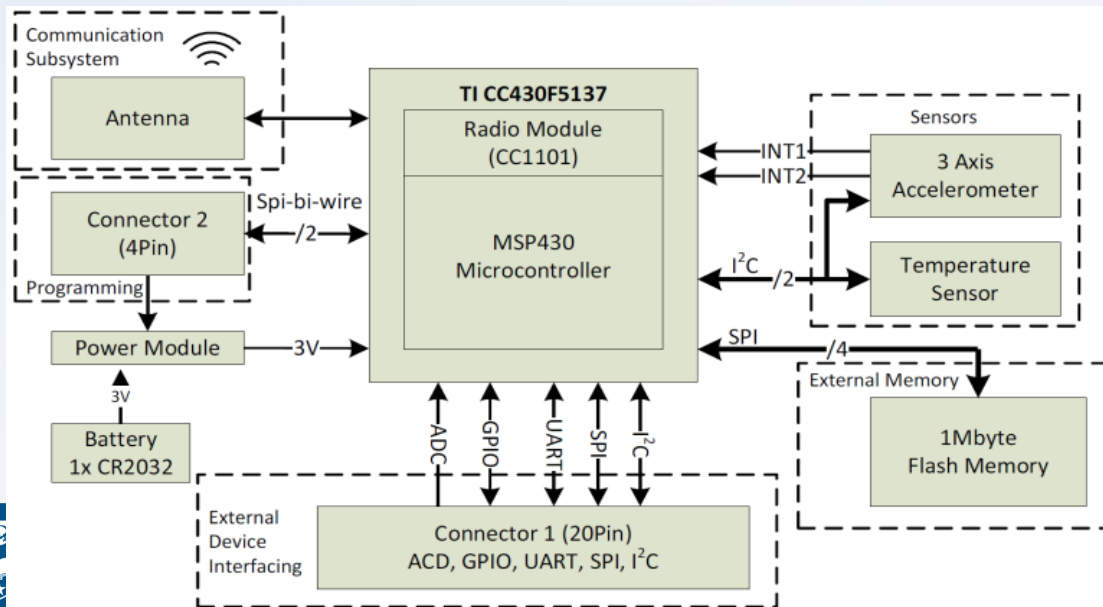 Communication
Subsystem
Antenna
TI CC430F5137
Radio Module
(CC1101)
MSP430
Microcontroller
Spi-bi-wire
/2
Connector 2
(4Pin)
Programming
Power Module
3V
3V
Battery
1x CR2032
Sensors
INT1
INT2
3 Axis
Accelerometer
I²C
/2
Temperature
Sensor
SPI
/4
External Memory
1Mbyte
Flash Memory
ADC
GPIO
UART
SPI
I²C
External
Device
Interfacing
Connector 1 (20Pin)
ACD, GPIO, UART, SPI, I²C